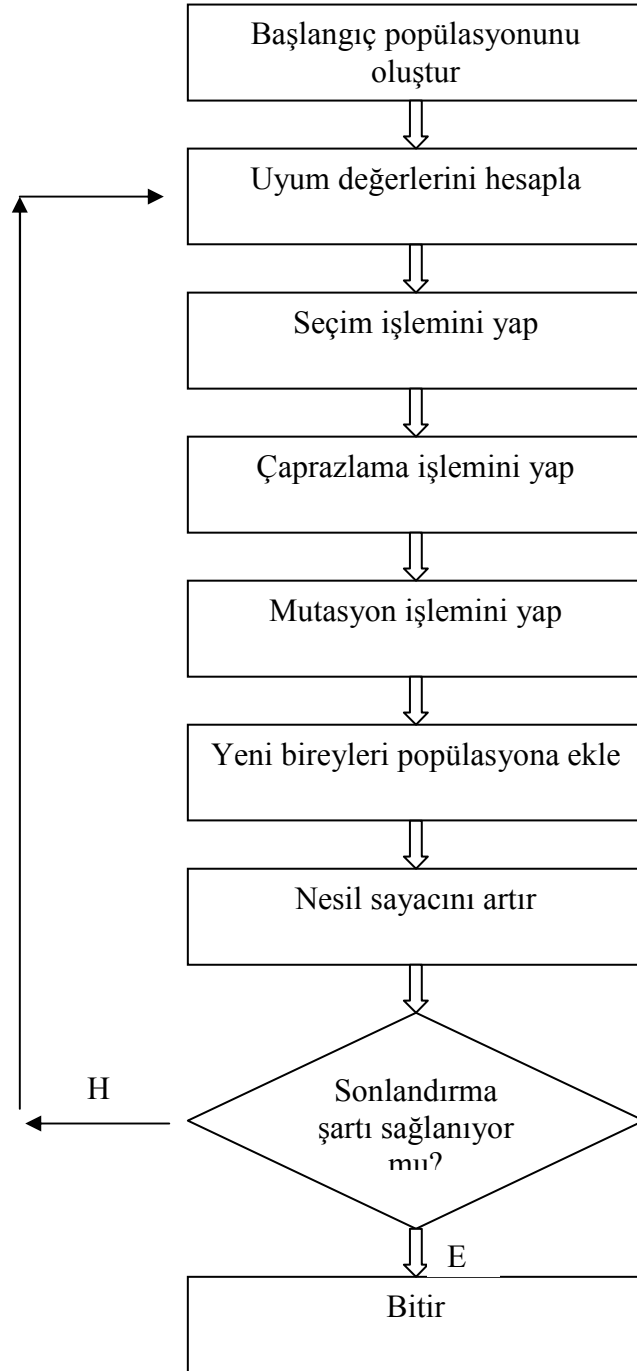 Başlangıç popülasyonunu
oluştur
Uyum değerlerini hesapla
Seçim işlemini yap
Çaprazlama işlemini yap
Mutasyon işlemini yap
Yeni bireyleri popülasyona ekle
Nesil sayacını artır
H
Sonlandırma
şartı sağlanıyor
mu?
E
Bitir